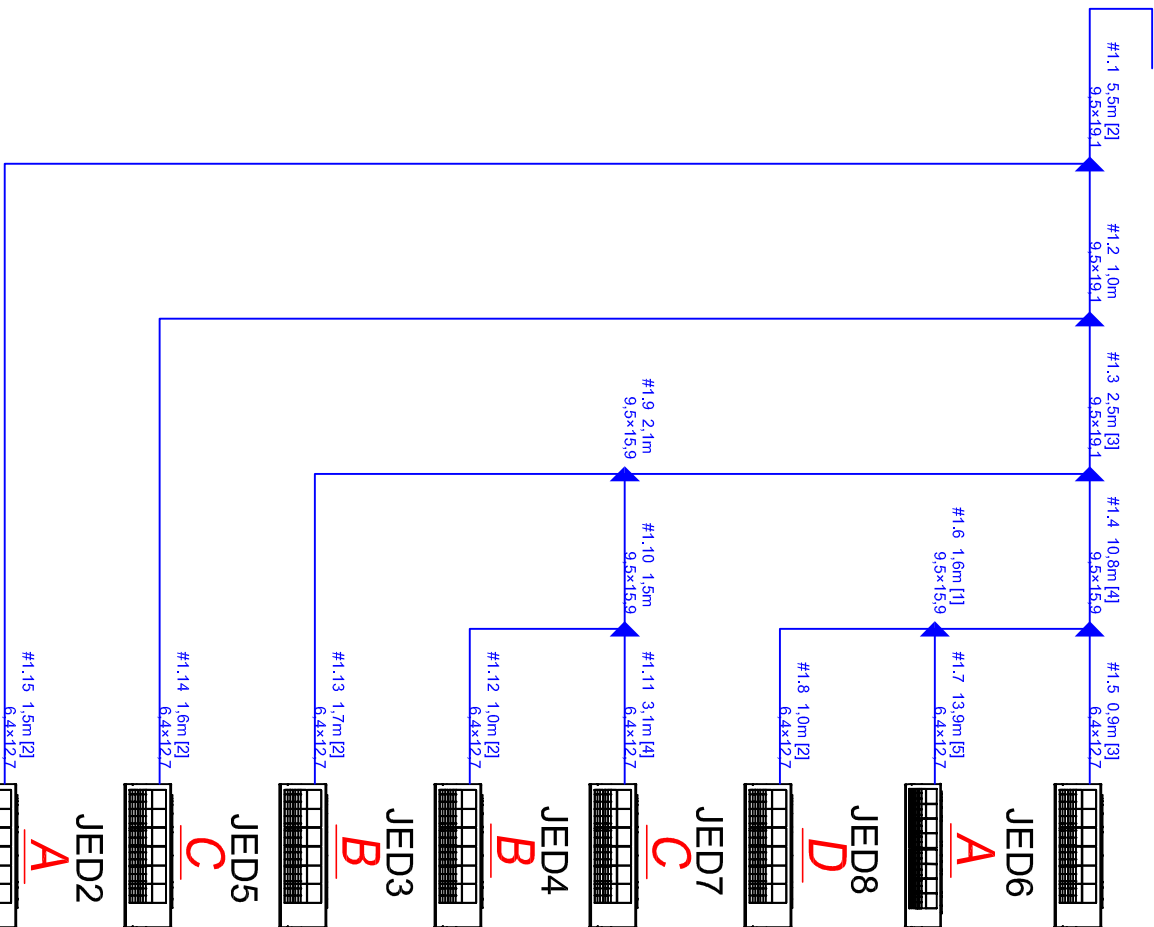 #1.1 5,5m [2]
9,5×19,1
#1.2 1,0m
9,5×19,1
#1.3 2,5m [3]
9,5×19,1
#1.9 2,1m
9,5×15,9
#1.4 10,8m [4]
9,5×15,9
#1.6 1,6m [1]
9,5×15,9
#1.10 1,5m
9,5×15,9
#1.15 1,5m [2]
6,4×12,7
#1.14 1,6m [2]
6,4×12,7
#1.13 1,7m [2]
6,4×12,7
#1.12 1,0m [2]
6,4×12,7
#1.11 3,1m [4]
6,4×12,7
#1.8 1,0m [2]
6,4×12,7
#1.7 13,9m [5]
6,4×12,7
#1.5 0,9m [3]
6,4×12,7
JED2
A
JED5
C
JED3
B
JED4
B
JED7
C
JED8
D
JED6
A